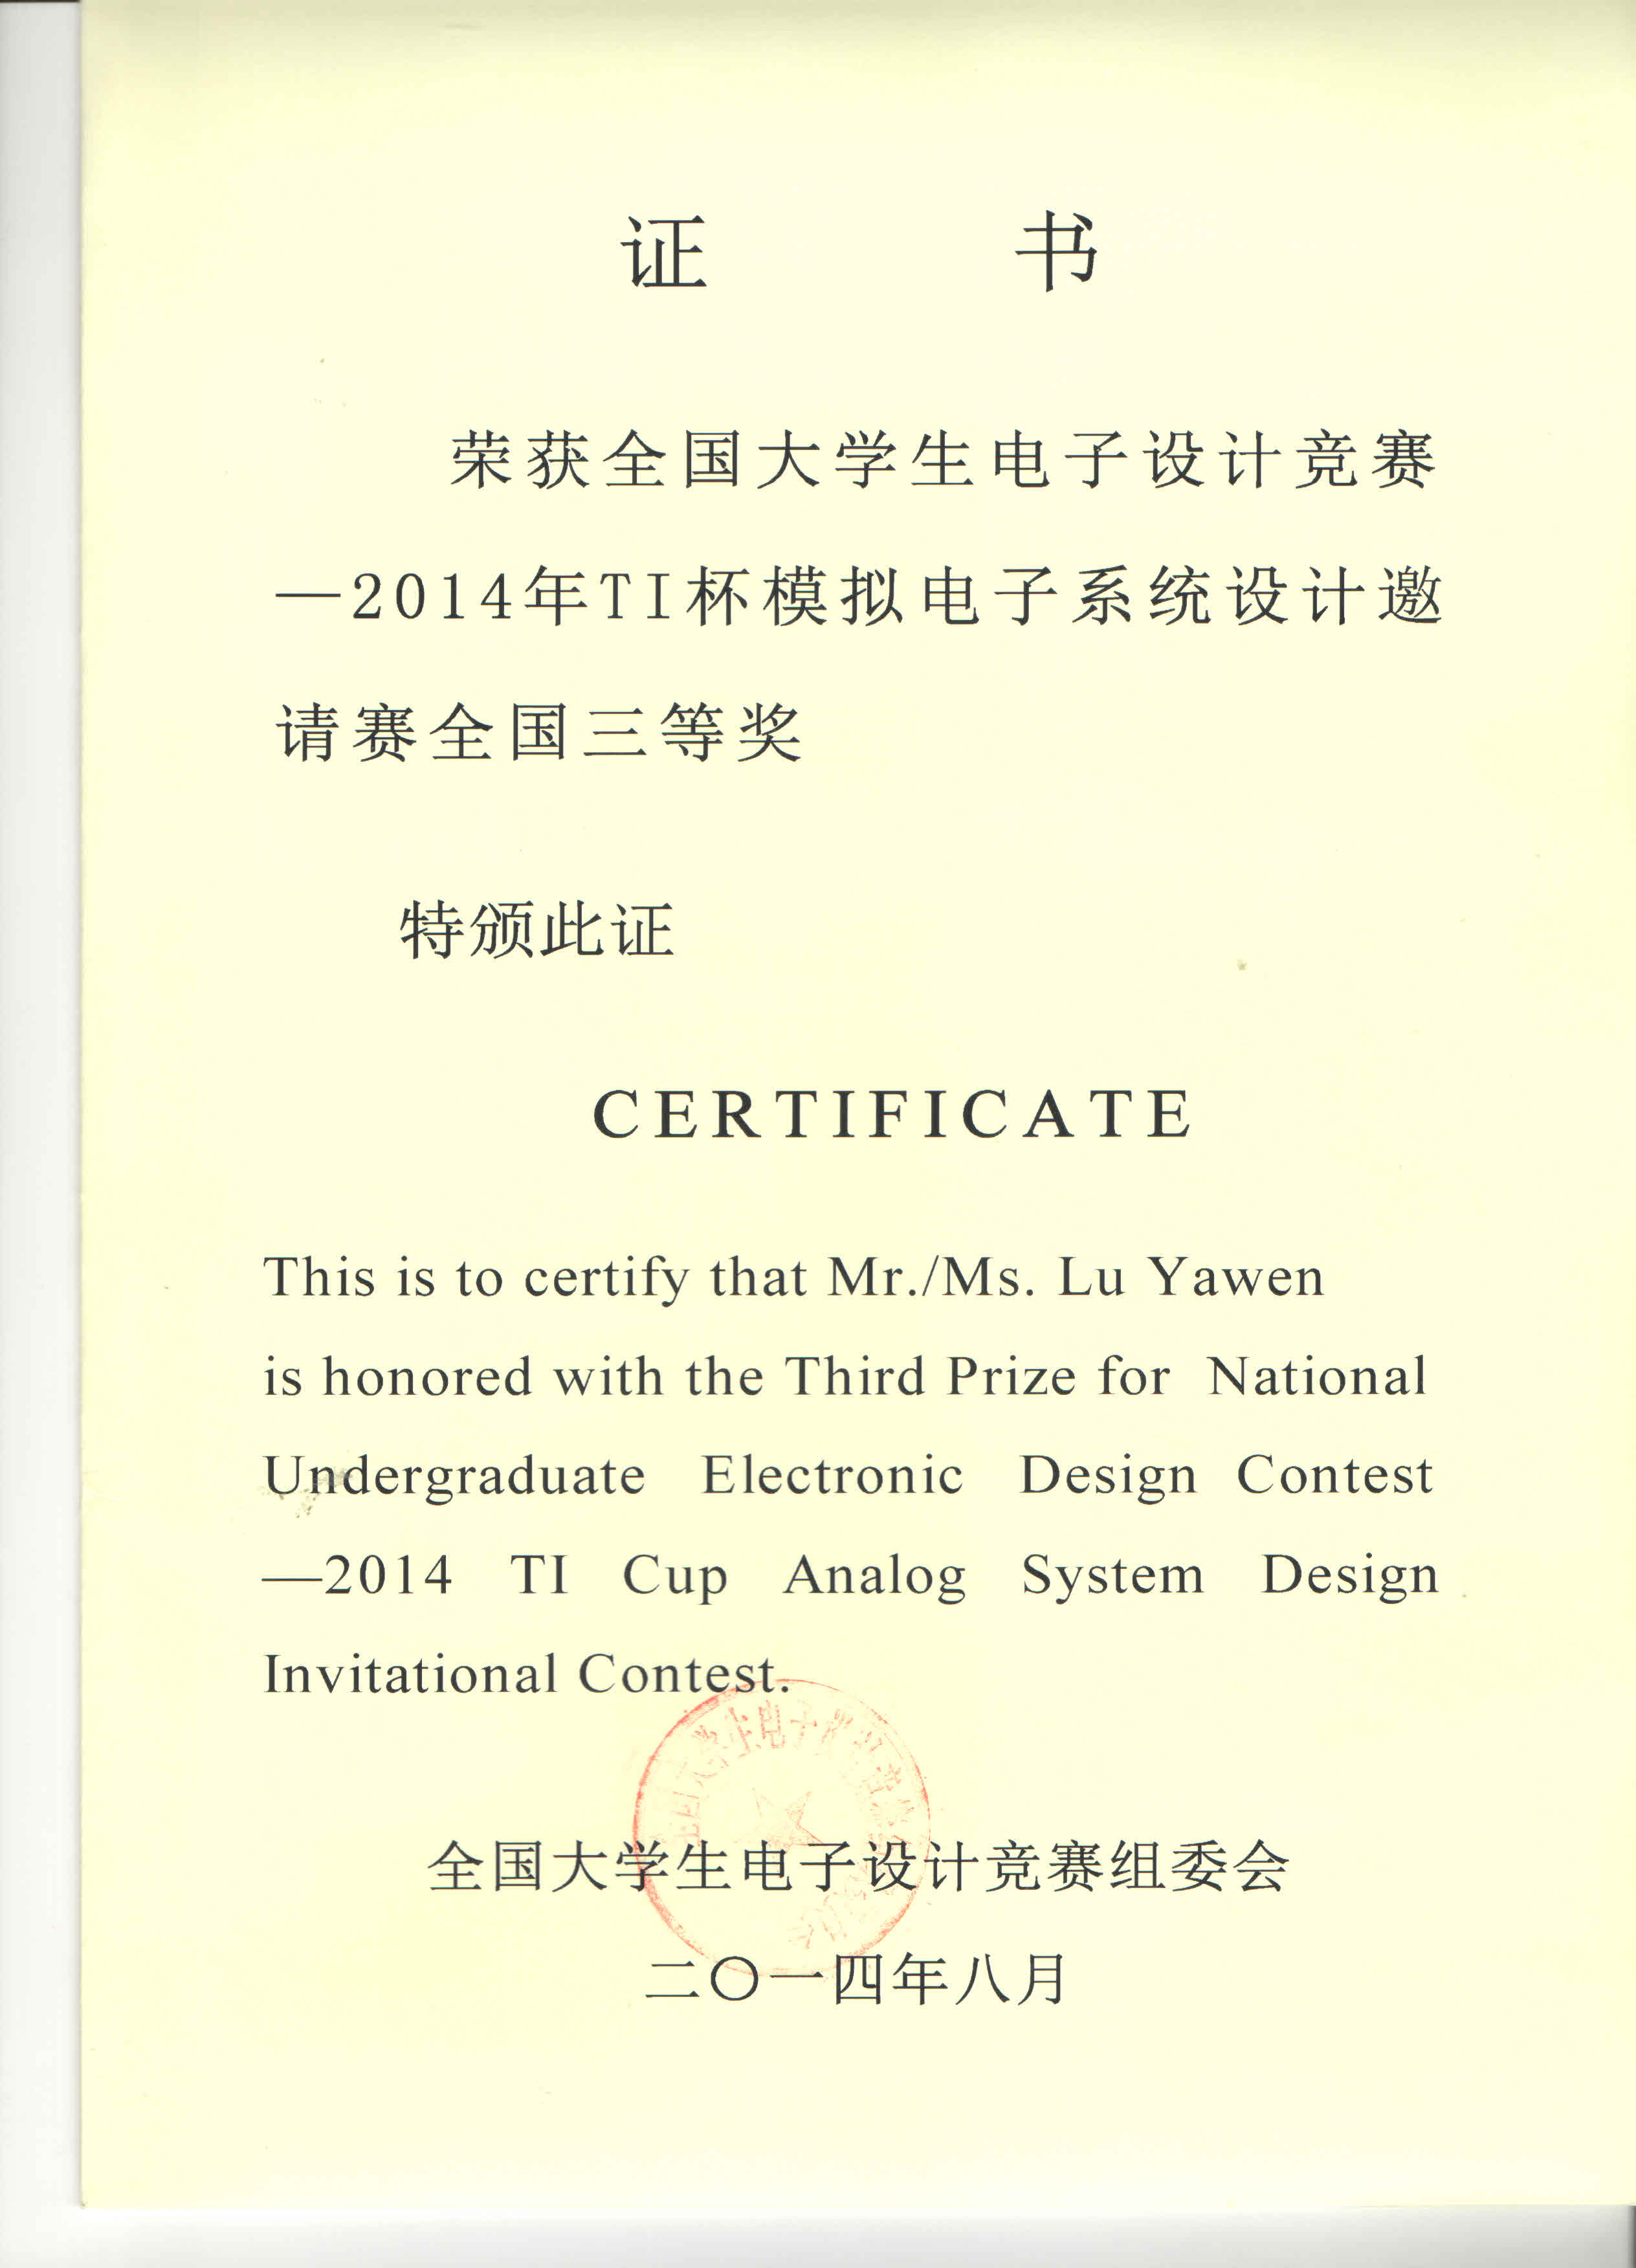 证 书
荣获全国大学生电子设计竞赛
—2014年TI杯模拟电子系统设计邀
请赛全国三等奖
特颁此证
CERTIFICATE
This is to certify that Mr./Ms. Lu Yawen
is honored with the Third Prize for National
Undergraduate Electronic Design Contest
—2014 TI Cup Analog System Design
Invitational Contest.
全国大学生电子设计竞赛组委会
二〇一四年八月